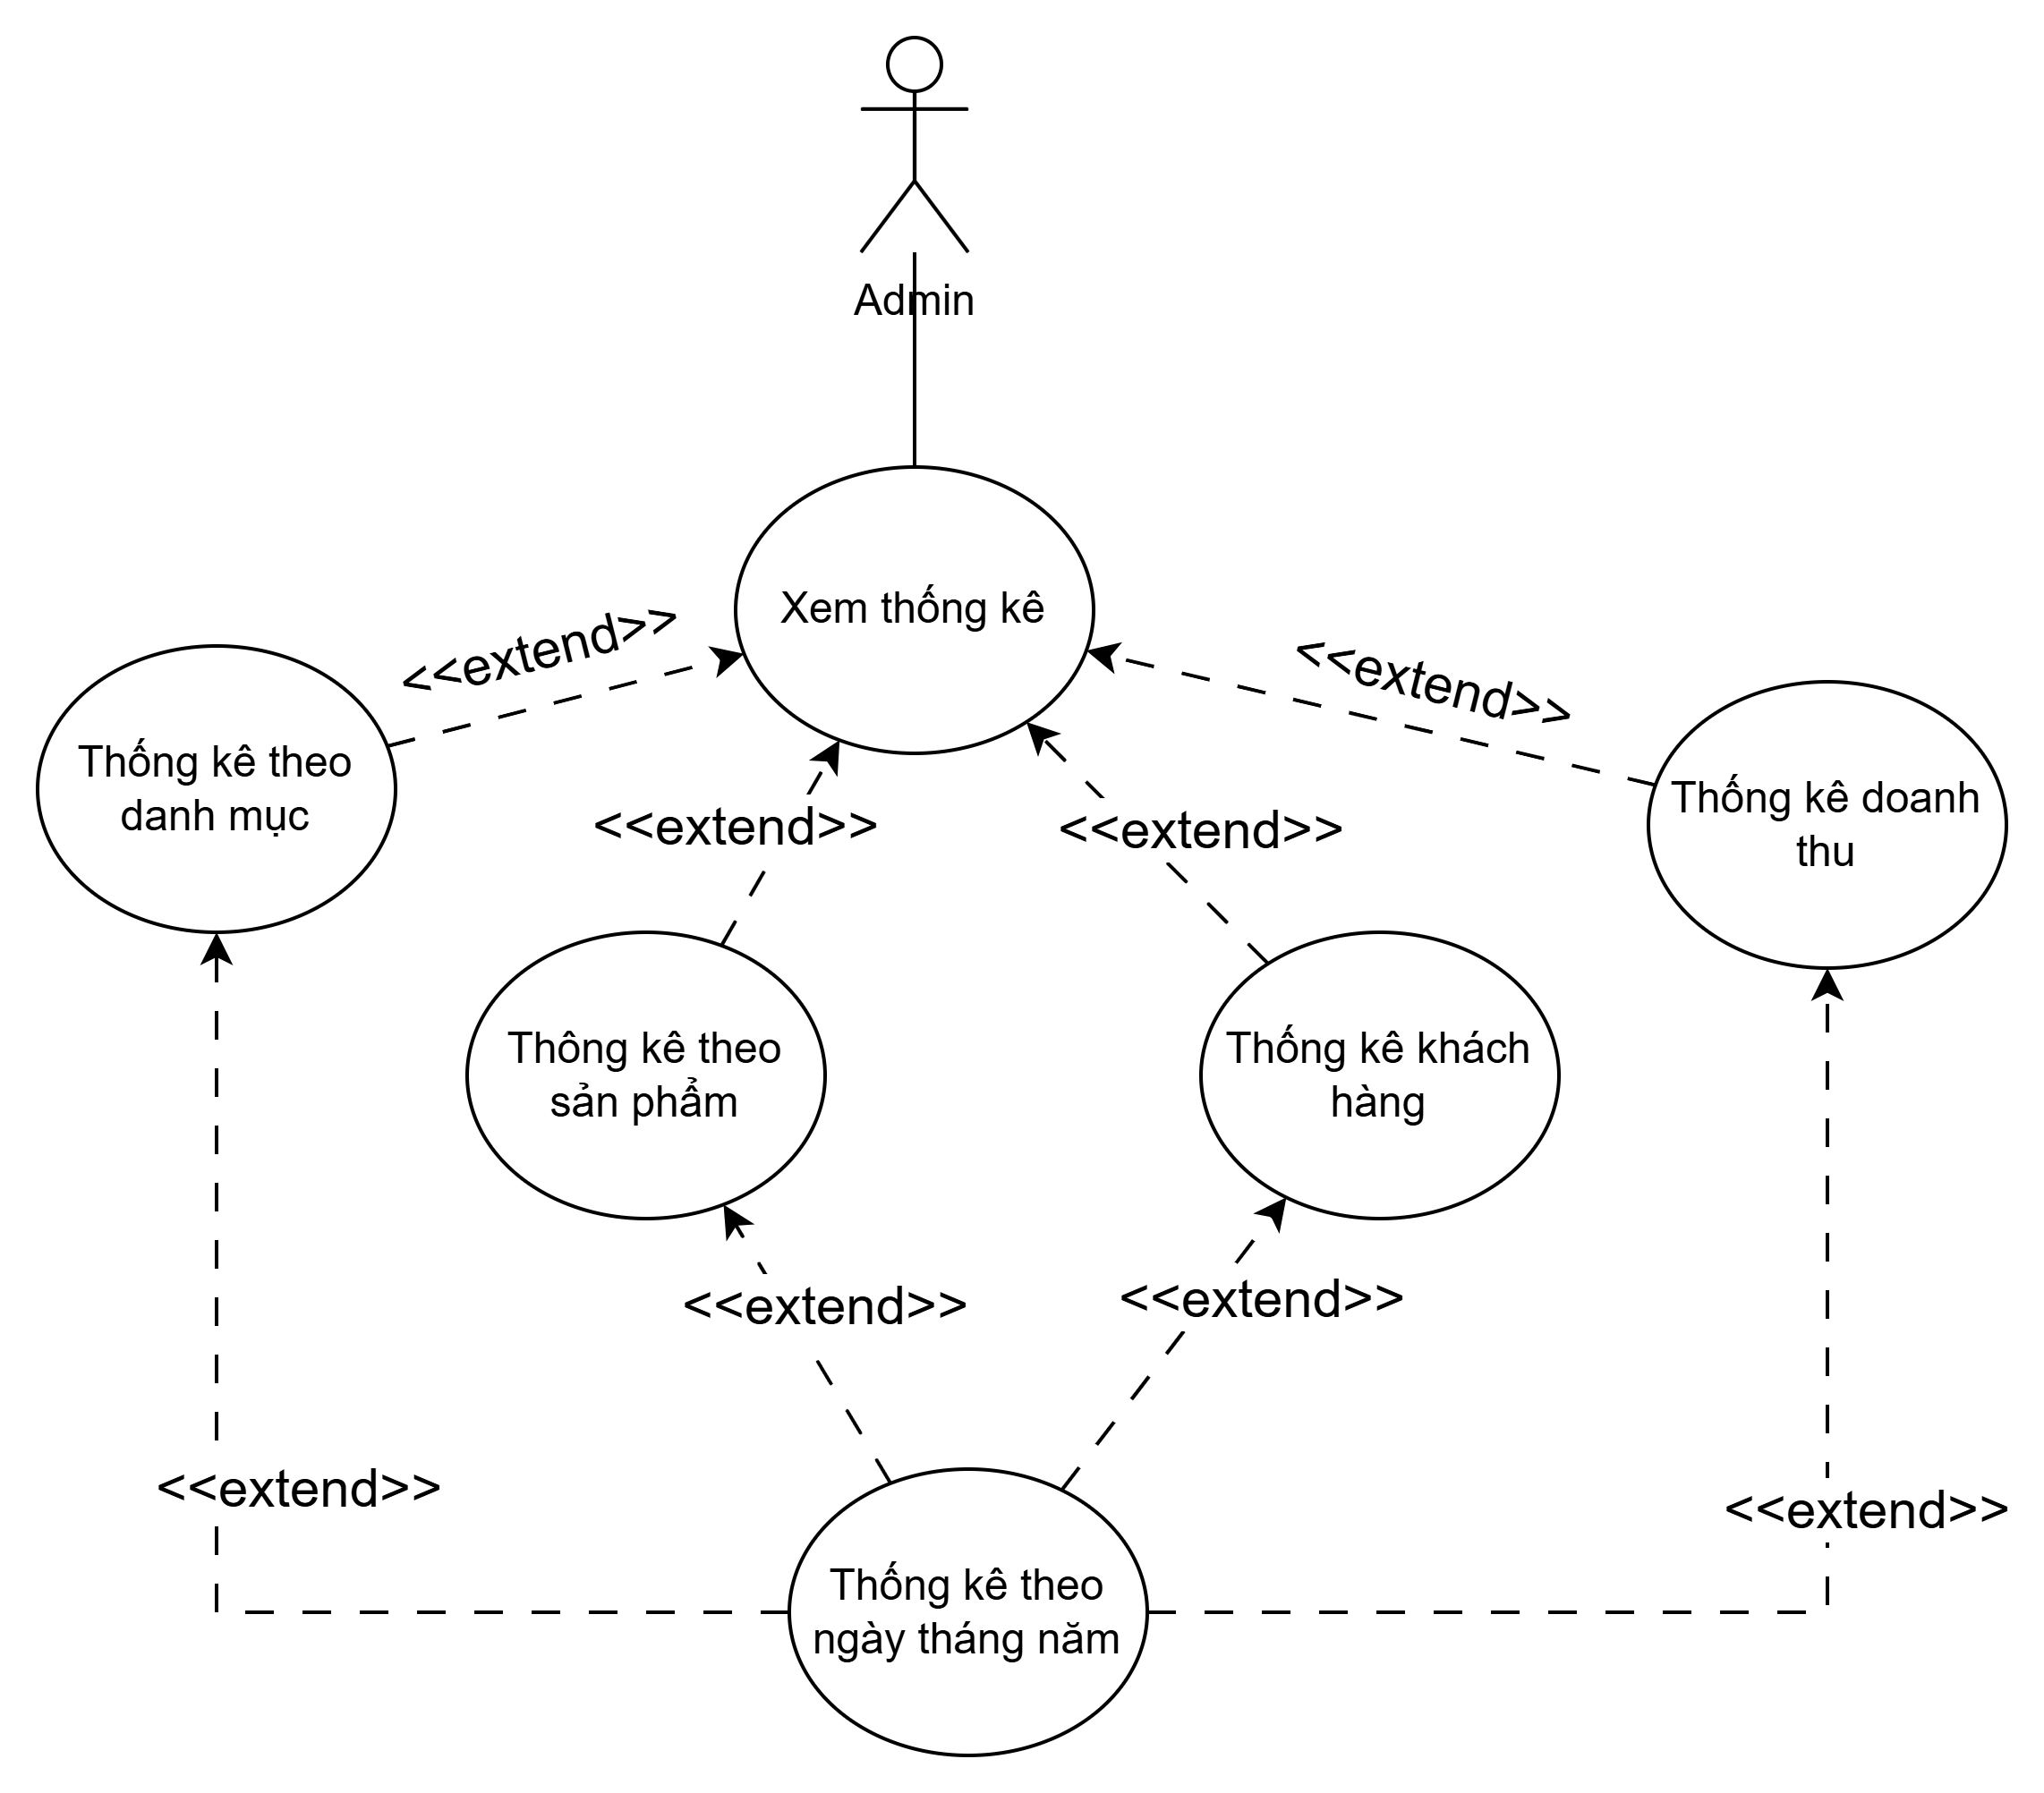 Admin
Xem thống kê
<<extend>>
<<extend>>
Thống kê theo
danh mục
Thống kê doanh
thu
<<extend>>
<<extend>>
Thông kê theo
sản phẩm
Thống kê khách
hàng
<<extend>>
<<extend>>
<<extend>>
<<extend>>
Thống kê theo
ngày tháng năm